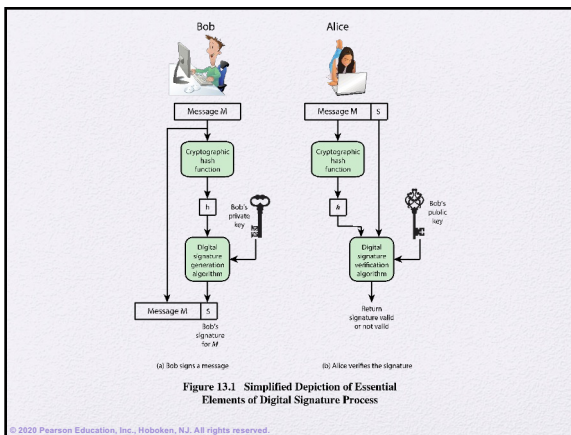 Bob
Message M
Cryptographic
hash
function
h
Bob's
private
key
Digital
signature
generation
algorithm
Message M S
Bob's
signature
for M
(a) Bob signs a message
Alice
Message M S
Cryptographic
hash
function
Bob's
public
key
Digital
signature
verification
algorithm
Return
signature valid
or not valid
(b) Alice verifies the signature
Figure 13.1 Simplified Depiction of Essential
Elements of Digital Signature Process
© 2020 Pearson Education, Inc., Hoboken, NJ. All rights reserved.